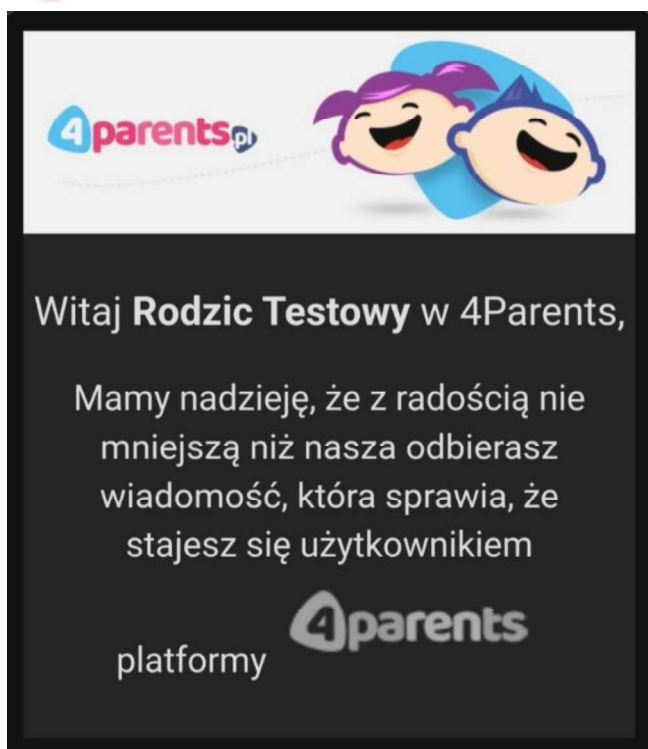 4parents.pl
Witaj Rodzic Testowy w 4Parents,
Mamy nadzieję, że z radością nie
mniejszą niż nasza odbierasz
wiadomość, która sprawia, że
stajesz się użytkownikiem
platformy 4parents